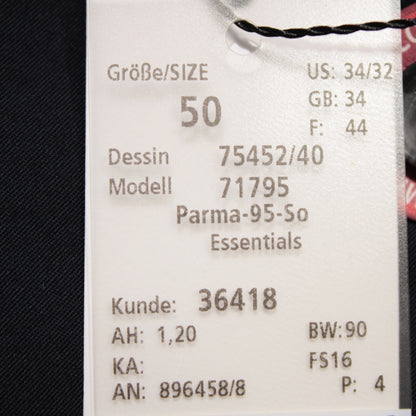 Größe/SIZE US: 34/32
50 GB: 34
F: 44
Dessin 75452/40
Modell 71795
Parma-95-So
Essentials
Kunde: 36418
AH: 1,20 BW: 90
KA: FS16
AN: 896458/8 P: 4